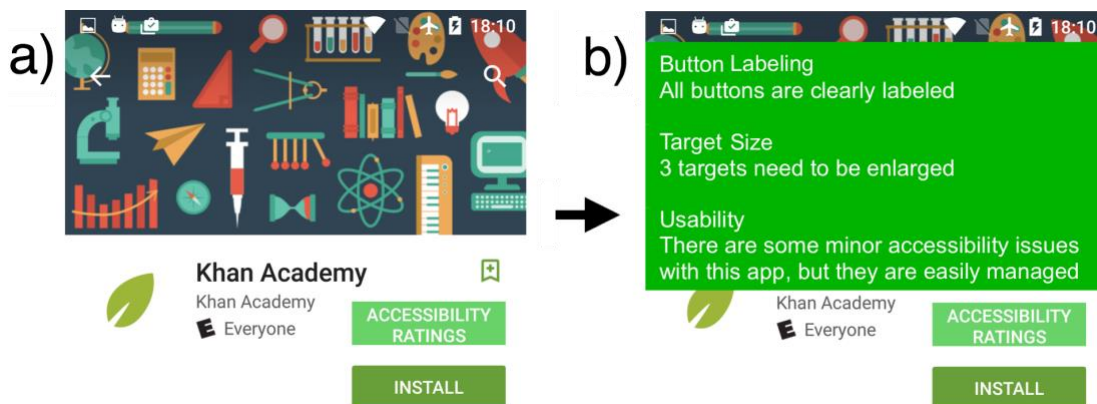 a)
18:10
Khan Academy
Khan Academy
E Everyone
ACCESSIBILITY
RATINGS
INSTALL
b)
18:10
Button Labeling
All buttons are clearly labeled
Target Size
3 targets need to be enlarged
Usability
There are some minor accessibility issues
with this app, but they are easily managed
Khan Academy
E Everyone
ACCESSIBILITY
RATINGS
INSTALL